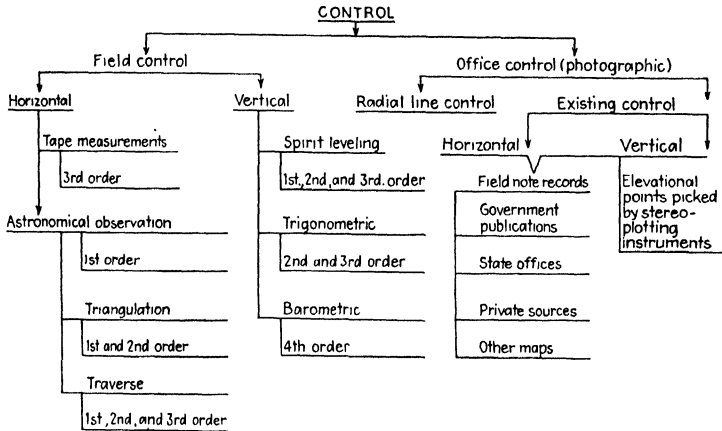 CONTROL
Field control
Office control (photographic)
Horizontal
Vertical
Radial line control
Existing control
Tape measurements
3rd order
Astronomical observation
1st order
Triangulation
1st and 2nd order
Traverse
1st, 2nd, and 3rd order
Spirit leveling
1st., 2nd, and 3rd. order
Trigonometric
2nd and 3rd order
Barometric
4th order
Horizontal
Field note records
Government
publications
State offices
Private sources
Other maps
Vertical
Elevational
points picked
by stereo-
plotting
instruments